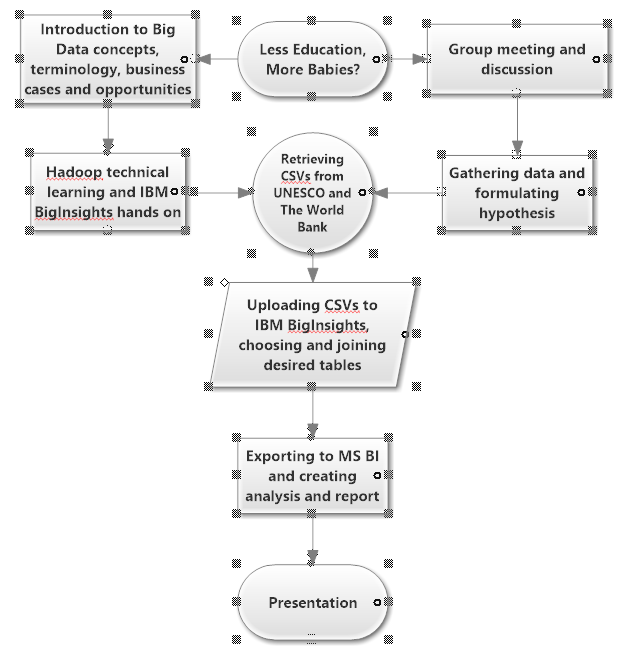 Introduction to Big
Data concepts,
terminology, business
cases and opportunities
Less Education,
More Babies?
Group meeting and
discussion
Hadoop technical
learning and IBM
BigInsights hands on
Retrieving
CSVs from
UNESCO and
The World
Bank
Gathering data and
formulating
hypothesis
Uploading CSVs to
IBM BigInsights,
choosing and joining
desired tables
Exporting to MS BI
and creating
analysis and report
Presentation